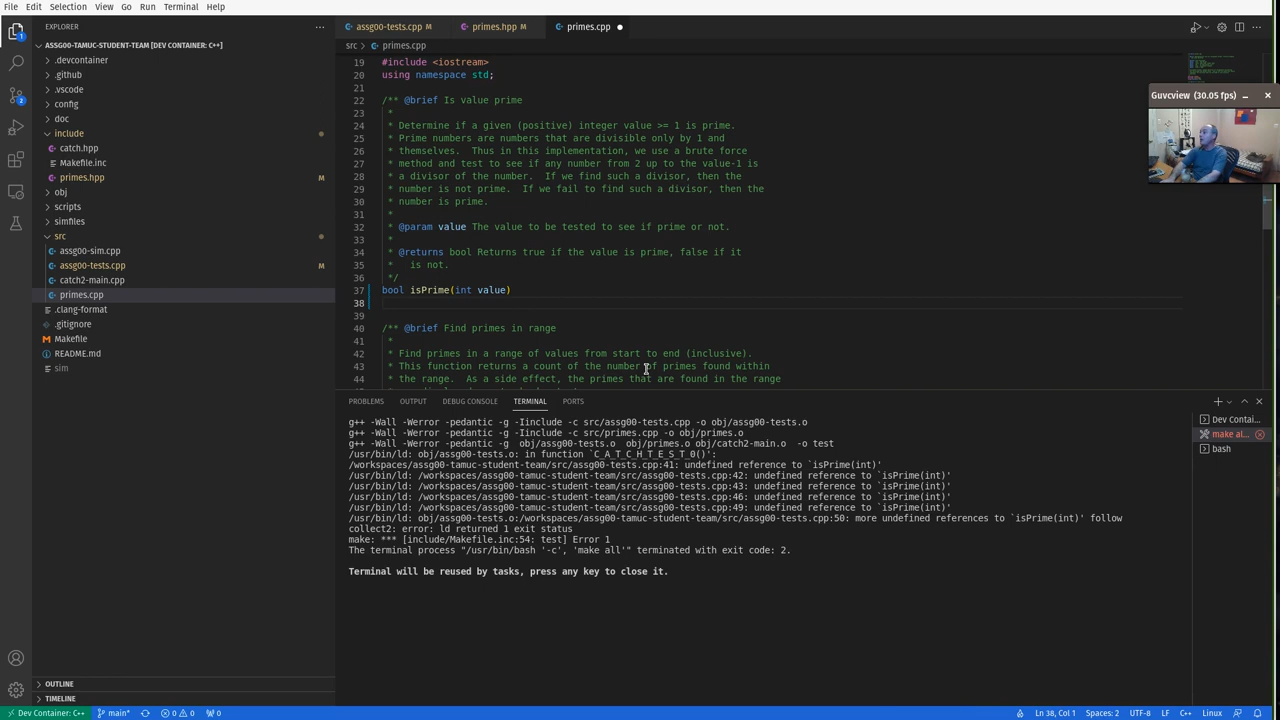 File Edit Selection View Go Run Terminal Help
EXPLORER
ASSG00-TAMUC-STUDENT-TEAM [DEV CONTAINER: C++]
.devcontainer
.github
.vscode
config
doc
include
catch.hpp
Makefile.inc
primes.hpp M
obj
scripts
simfiles
src
assg00-sim.cpp
assg00-tests.cpp M
catch2-main.cpp
primes.cpp
.clang-format
.gitignore
Makefile
README.md
sim
OUTLINE
TIMELINE
assg00-tests.cpp M
primes.hpp M
primes.cpp
src > primes.cpp
19 #include <iostream>
20 using namespace std;
21
22 /** @brief Is value prime
23 *
24 * Determine if a given (positive) integer value >= 1 is prime.
25 * Prime numbers are numbers that are divisible only by 1 and
26 * themselves.  Thus in this implementation, we use a brute force
27 * method and test to see if any number from 2 up to the value-1 is
28 * a divisor of the number.  If we find such a divisor, then the
29 * number is not prime.  If we fail to find such a divisor, then the
30 * number is prime.
31 *
32 * @param value The value to be tested to see if prime or not.
33 *
34 * @returns bool Returns true if the value is prime, false if it
35 *   is not.
36 */
37 bool isPrime(int value)
38
39
40 /** @brief Find primes in range
41 *
42 * Find primes in a range of values from start to end (inclusive).
43 * This function returns a count of the number of primes found within
44 * the range.  As a side effect, the primes that are found in the range
Guvcview (30.05 fps)
PROBLEMS OUTPUT DEBUG CONSOLE TERMINAL PORTS
g++ -Wall -Werror -pedantic -g -Iinclude -c src/assg00-tests.cpp -o obj/assg00-tests.o
g++ -Wall -Werror -pedantic -g -Iinclude -c src/primes.cpp -o obj/primes.o
g++ -Wall -Werror -pedantic -g  obj/assg00-tests.o  obj/primes.o obj/catch2-main.o  -o test
/usr/bin/ld: obj/assg00-tests.o: in function `C_A_T_C_H_T_E_S_T_0()':
/workspaces/assg00-tamuc-student-team/src/assg00-tests.cpp:41: undefined reference to `isPrime(int)'
/usr/bin/ld: /workspaces/assg00-tamuc-student-team/src/assg00-tests.cpp:42: undefined reference to `isPrime(int)'
/usr/bin/ld: /workspaces/assg00-tamuc-student-team/src/assg00-tests.cpp:43: undefined reference to `isPrime(int)'
/usr/bin/ld: /workspaces/assg00-tamuc-student-team/src/assg00-tests.cpp:46: undefined reference to `isPrime(int)'
/usr/bin/ld: /workspaces/assg00-tamuc-student-team/src/assg00-tests.cpp:49: undefined reference to `isPrime(int)'
/usr/bin/ld: obj/assg00-tests.o:/workspaces/assg00-tamuc-student-team/src/assg00-tests.cpp:50: more undefined references to `isPrime(int)' follow
collect2: error: ld returned 1 exit status
make: *** [include/Makefile.inc:54: test] Error 1
The terminal process "/usr/bin/bash '-c', 'make all'" terminated with exit code: 2.
Terminal will be reused by tasks, press any key to close it.
Dev Contai...
make al...
bash
Dev Container: C++ main* 0 0 0 Ln 38, Col 1 Spaces: 2 UTF-8 LF C++ Linux